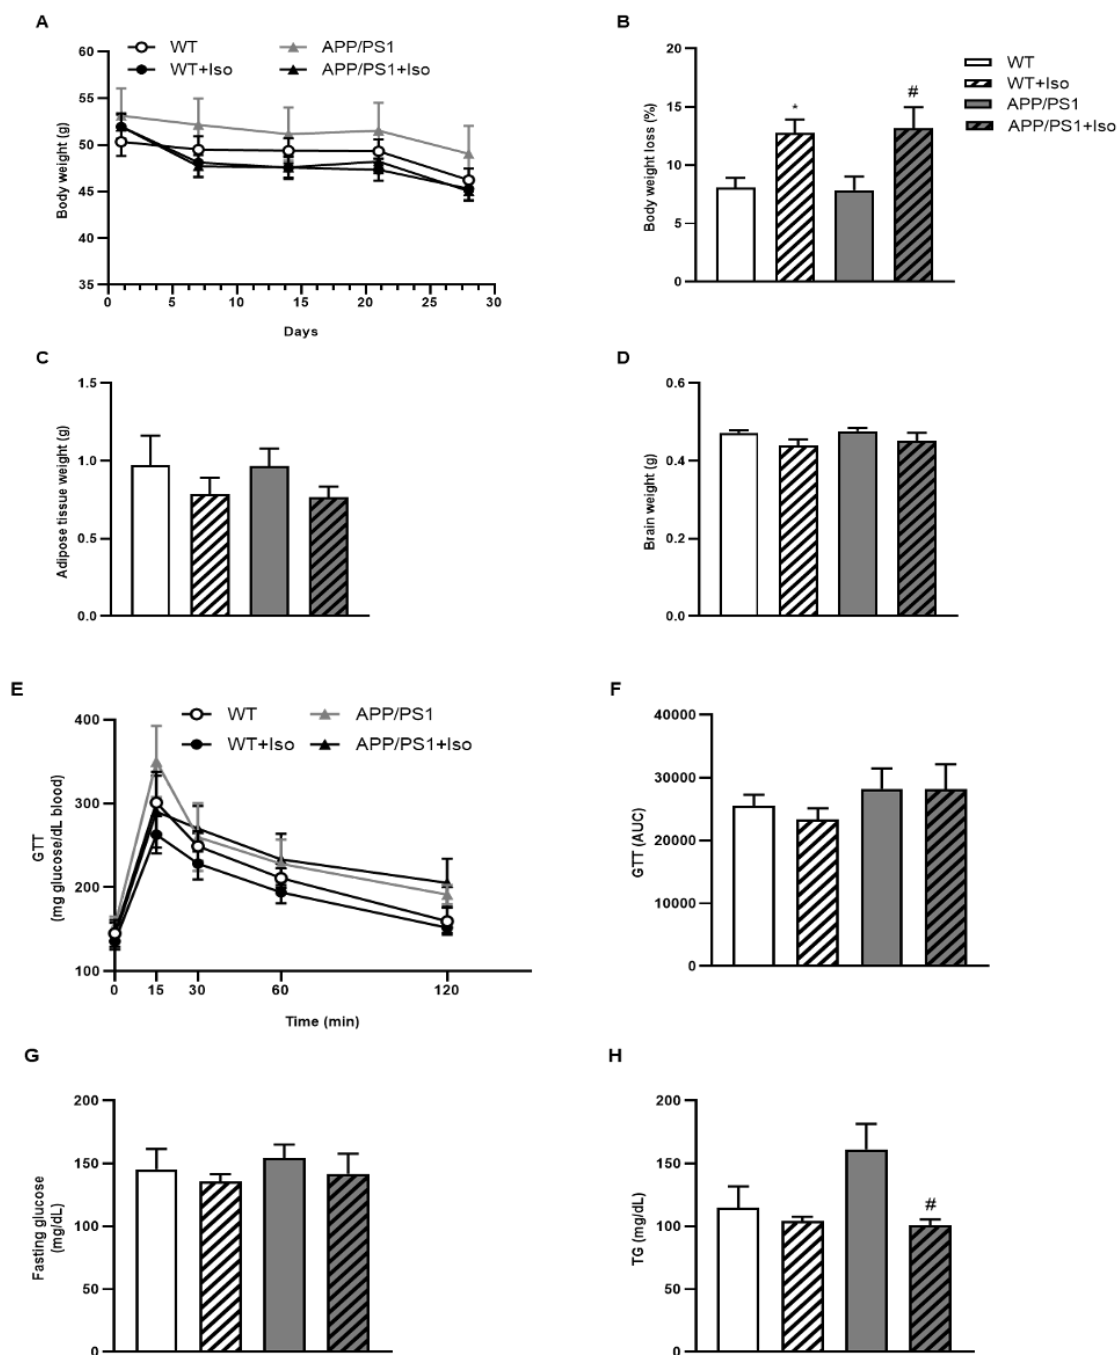 A
WT
APP/PS1
WT+Iso
APP/PS1+Iso
60
55
50
45
40
35
Body weight (g)
0 5 10 15 20 25 30
Days
B
20
15
10
5
0
Body weight loss (%)
*
#
WT
WT+Iso
APP/PS1
APP/PS1+Iso
C
1.5
1.0
0.5
0.0
Adipose tissue weight (g)
D
0.6
0.4
0.2
0.0
Brain weight (g)
E
WT
APP/PS1
WT+Iso
APP/PS1+Iso
400
300
200
100
GTT
(mg glucose/dL blood)
0 15 30 60 120
Time (min)
F
40000
30000
20000
10000
0
GTT (AUC)
G
200
150
100
50
0
Fasting glucose
(mg/dL)
H
200
150
100
50
0
TG (mg/dL)
#